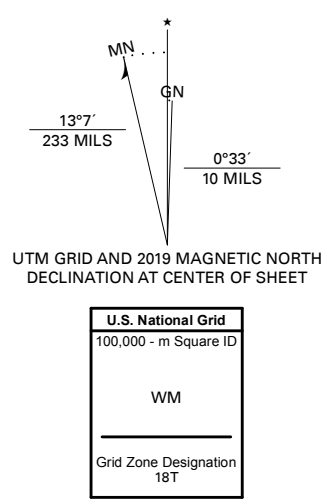 ★
MN
GN
13°7´
233 MILS
0°33´
10 MILS
UTM GRID AND 2019 MAGNETIC NORTH
DECLINATION AT CENTER OF SHEET
U.S. National Grid
100,000 - m Square ID
WM
Grid Zone Designation
18T